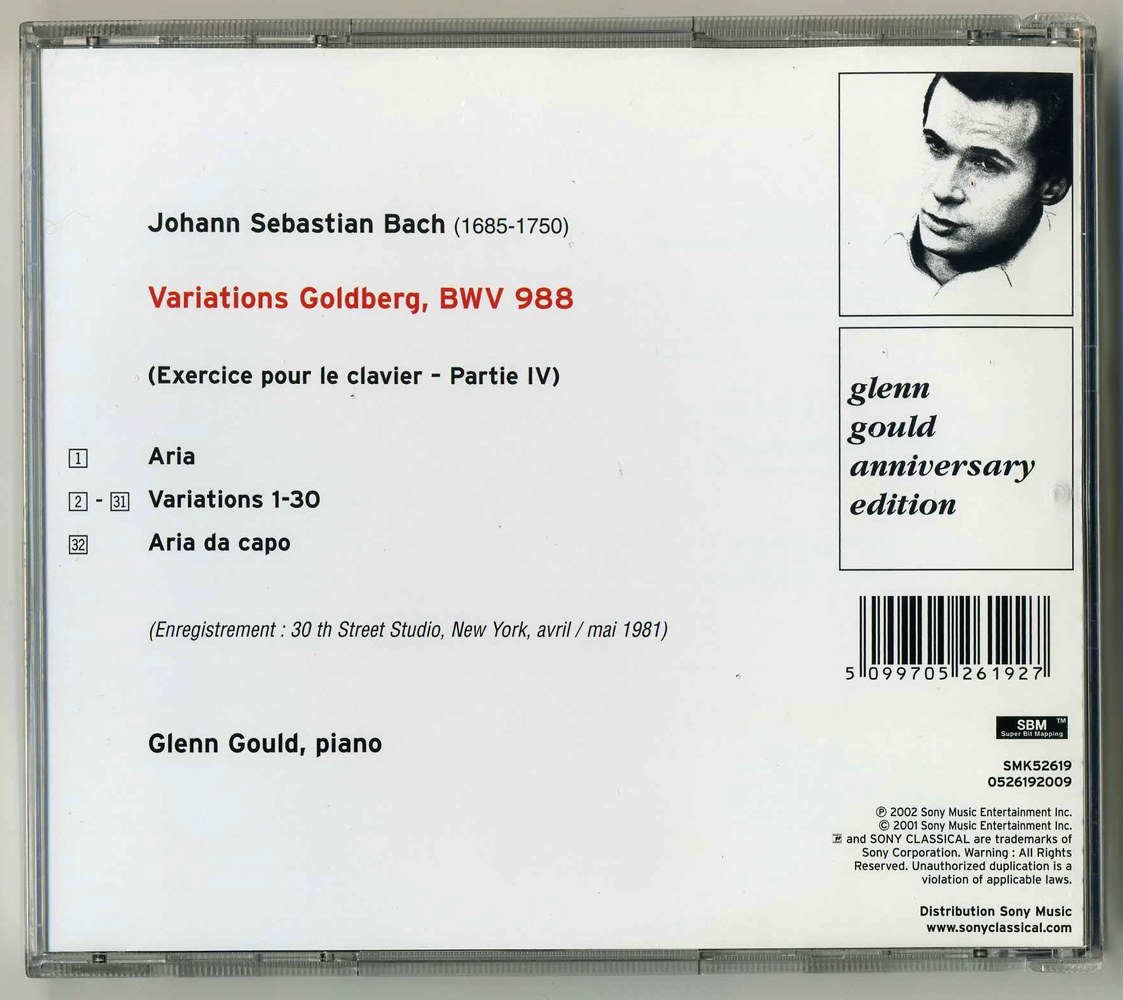 Johann Sebastian Bach (1685-1750)
Variations Goldberg, BWV 988
(Exercice pour le clavier - Partie IV)
1 Aria
2 - 31 Variations 1-30
32 Aria da capo
(Enregistrement : 30 th Street Studio, New York, avril / mai 1981)
Glenn Gould, piano
glenn
gould
anniversary
edition
5 099705 261927
SBM TM
Super Bit Mapping
SMK52619
0526192009
℗ 2002 Sony Music Entertainment Inc.
© 2001 Sony Music Entertainment Inc.
and SONY CLASSICAL are trademarks of
Sony Corporation. Warning : All Rights
Reserved. Unauthorized duplication is a
violation of applicable laws.
Distribution Sony Music
www.sonyclassical.com